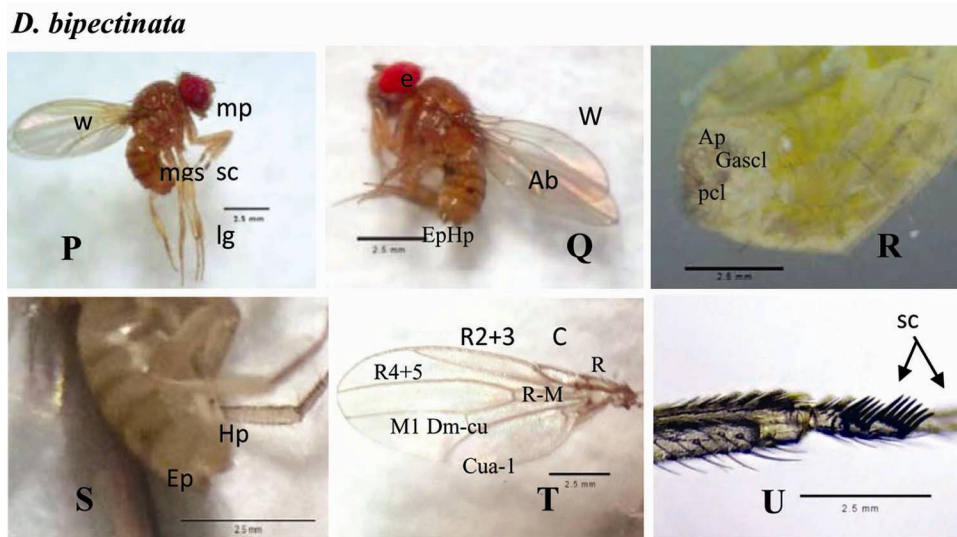 D. bipectinata
mp
w
mgs sc
2.5 mm
lg
P
e
W
Ab
EpHp
2.5 mm
Q
Ap
Gascl
pcl
R
2.5 mm
Hp
Ep
S
2.5 mm
R2+3 C
R
R4+5
R-M
M1 Dm-cu
Cua-1
2.5 mm
T
sc
U
2.5 mm